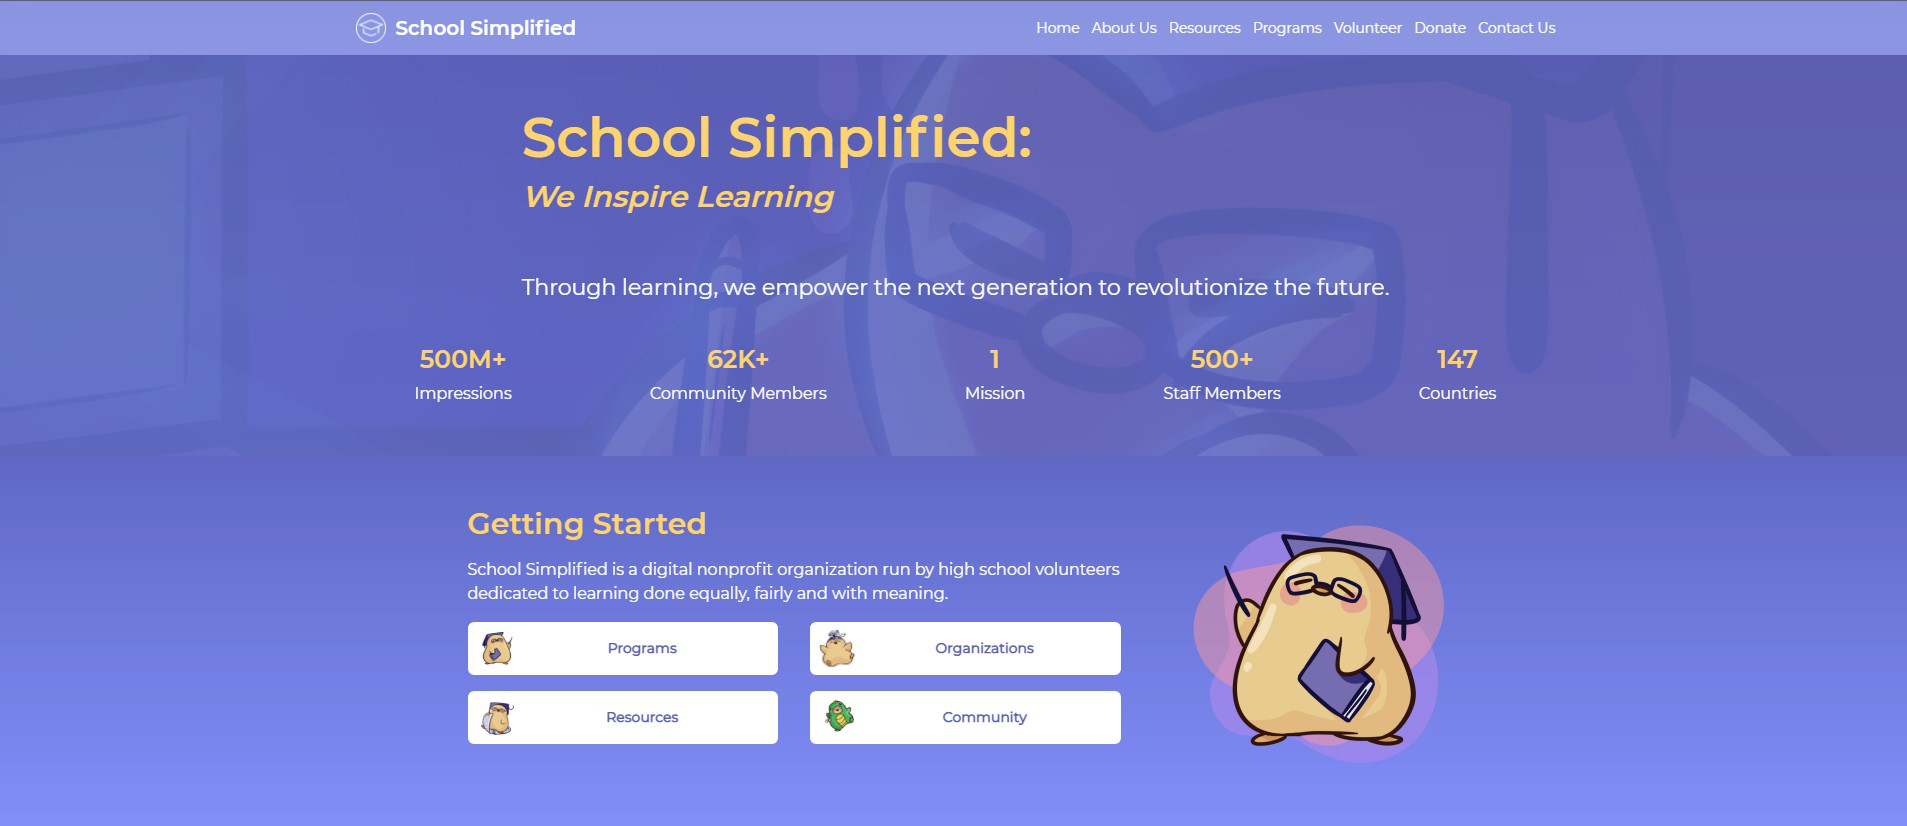 School Simplified
Home About Us Resources Programs Volunteer Donate Contact Us
School Simplified:
We Inspire Learning
Through learning, we empower the next generation to revolutionize the future.
500M+ 62K+ 1 500+ 147
Impressions Community Members Mission Staff Members Countries
Getting Started
School Simplified is a digital nonprofit organization run by high school volunteers
dedicated to learning done equally, fairly and with meaning.
Programs Organizations
Resources Community